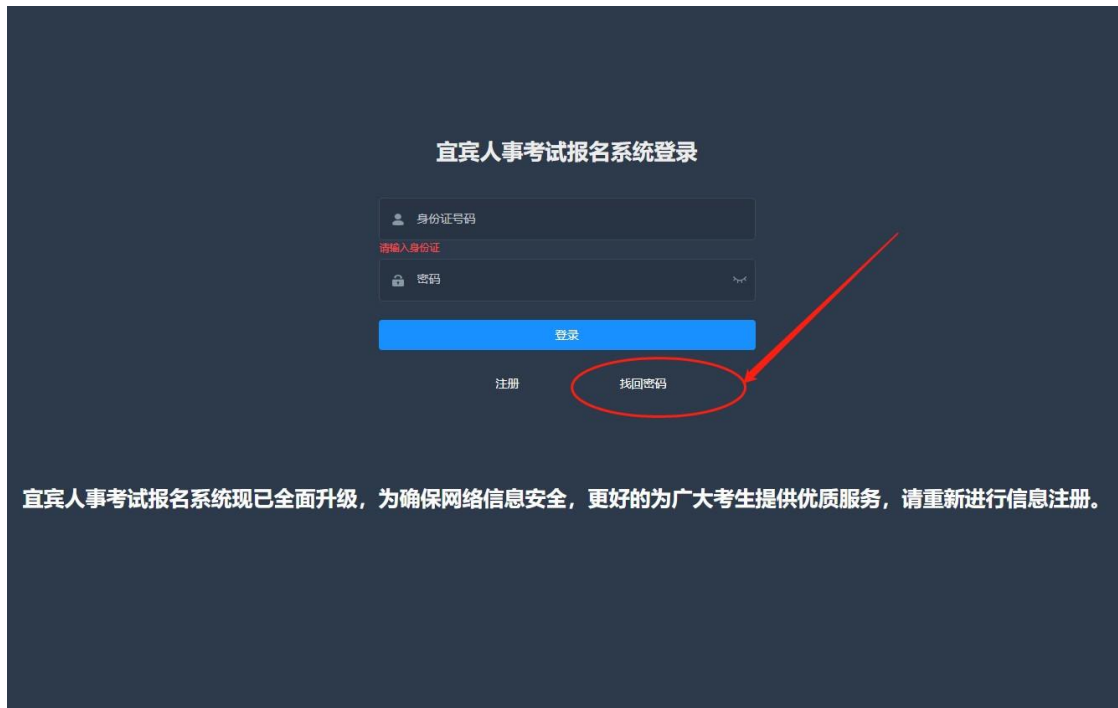 宜宾人事考试报名系统登录
身份证号码
请输入身份证
密码
登录
注册 找回密码
宜宾人事考试报名系统现已全面升级，为确保网络信息安全，更好的为广大考生提供优质服务，请重新进行信息注册。